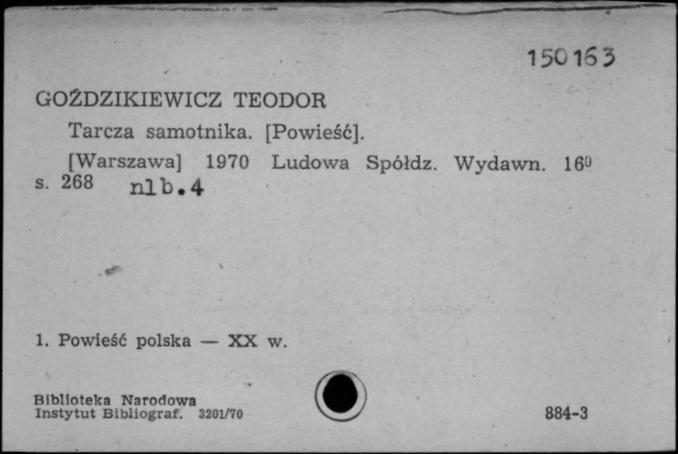 150163
GOŹDZIKIEWICZ TEODOR
Tarcza samotnika. [Powieść].
[Warszawa] 1970 Ludowa Spółdz. Wydawn. 16⁰
s. 268 nlb.4
1. Powieść polska — XX w.
Biblioteka Narodowa
Instytut Bibliograf. 3201/70
884-3